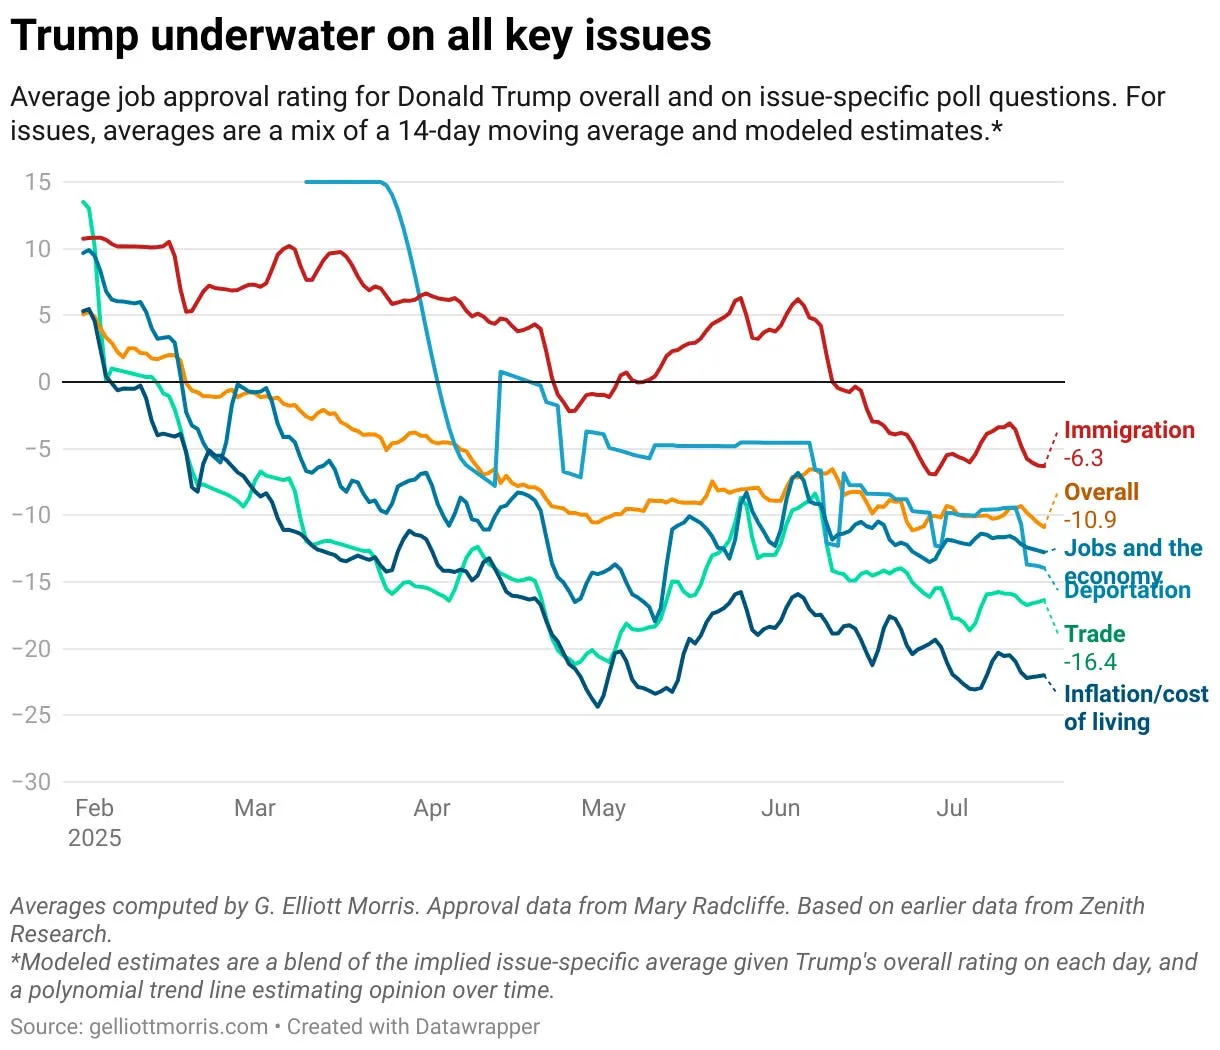 Trump underwater on all key issues
Average job approval rating for Donald Trump overall and on issue-specific poll questions. For
issues, averages are a mix of a 14-day moving average and modeled estimates.*
15
10
5
0
−5
−10
−15
−20
−25
−30
Immigration
-6.3
Overall
-10.9
Jobs and the
economy
Deportation
Trade
-16.4
Inflation/cost
of living
Feb
2025
Mar
Apr
May
Jun
Jul
Averages computed by G. Elliott Morris. Approval data from Mary Radcliffe. Based on earlier data from Zenith
Research.
*Modeled estimates are a blend of the implied issue-specific average given Trump's overall rating on each day, and
a polynomial trend line estimating opinion over time.
Source: gelliottmorris.com • Created with Datawrapper